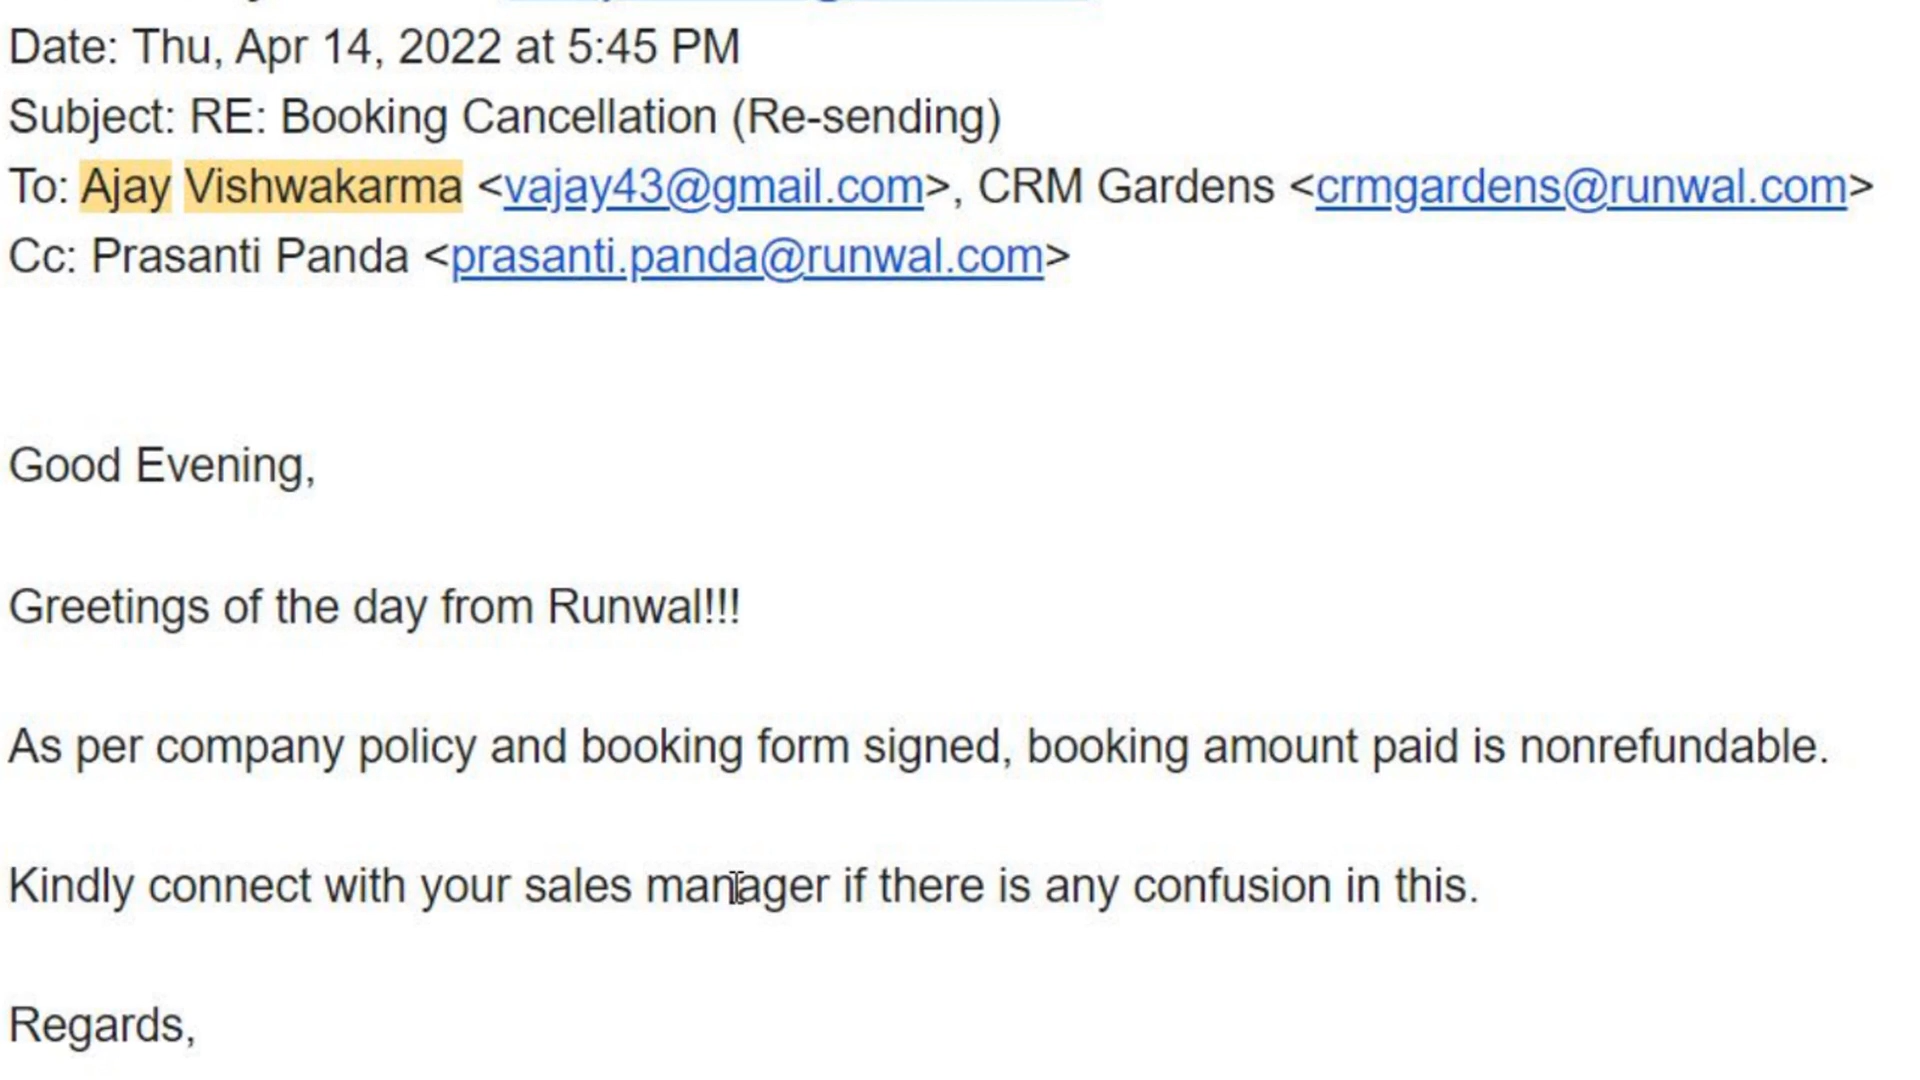 Date: Thu, Apr 14, 2022 at 5:45 PM
Subject: RE: Booking Cancellation (Re-sending)
To: Ajay Vishwakarma <vajay43@gmail.com>, CRM Gardens <crmgardens@runwal.com>
Cc: Prasanti Panda <prasanti.panda@runwal.com>
Good Evening,
Greetings of the day from Runwal!!!
As per company policy and booking form signed, booking amount paid is nonrefundable.
Kindly connect with your sales manager if there is any confusion in this.
Regards,